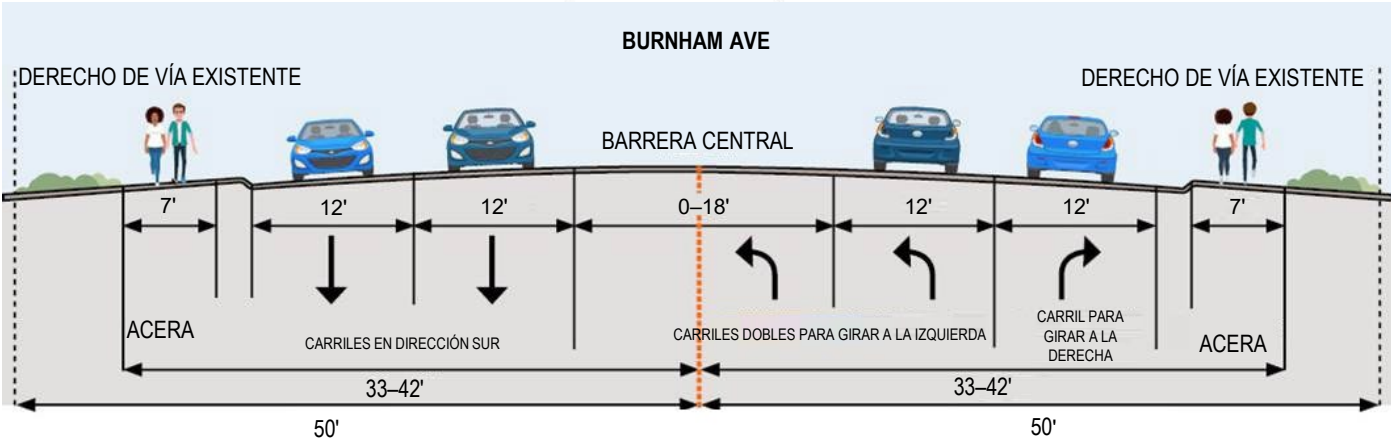 BURNHAM AVE
DERECHO DE VÍA EXISTENTE
DERECHO DE VÍA EXISTENTE
BARRERA CENTRAL
7'
12'
12'
0–18'
12'
12'
7'
ACERA
CARRILES EN DIRECCIÓN SUR
CARRILES DOBLES PARA GIRAR A LA IZQUIERDA
CARRIL PARA
GIRAR A LA
DERECHA
ACERA
33–42'
33–42'
50'
50'